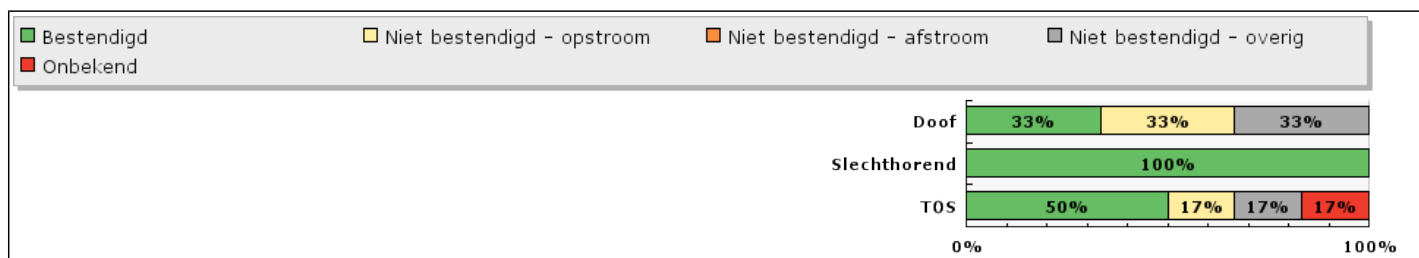 Bestendigd Niet bestendigd - opstroom Niet bestendigd - afstroom Niet bestendigd - overig
Onbekend
Doof 33% 33% 33%
Slechthorend 100%
TOS 50% 17% 17% 17%
0% 100%